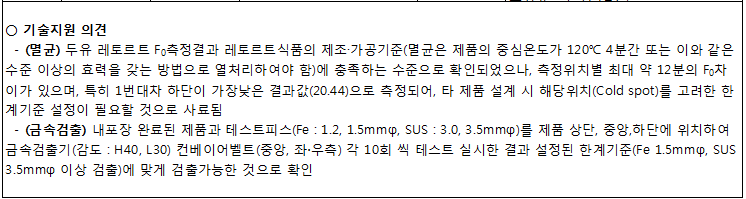 ○ 기술지원 의견
- (멸균) 두유 레토르트 F₀측정결과 레토르트식품의 제조·가공기준(멸균은 제품의 중심온도가 120℃ 4분간 또는 이와 같은
수준 이상의 효력을 갖는 방법으로 열처리하여야 함)에 충족하는 수준으로 확인되었으나, 측정위치별 최대 약 12분의 F₀차
이가 있으며, 특히 1번대차 하단이 가장낮은 결과값(20.44)으로 측정되어, 타 제품 설계 시 해당위치(Cold spot)를 고려한 한
계기준 설정이 필요할 것으로 사료됨
- (금속검출) 내포장 완료된 제품과 테스트피스(Fe : 1.2, 1.5mmφ, SUS : 3.0, 3.5mmφ)를 제품 상단, 중앙,하단에 위치하여
금속검출기(감도 : H40, L30) 컨베이어벨트(중앙, 좌·우측) 각 10회 씩 테스트 실시한 결과 설정된 한계기준(Fe 1.5mmφ, SUS
3.5mmφ 이상 검출)에 맞게 검출가능한 것으로 확인